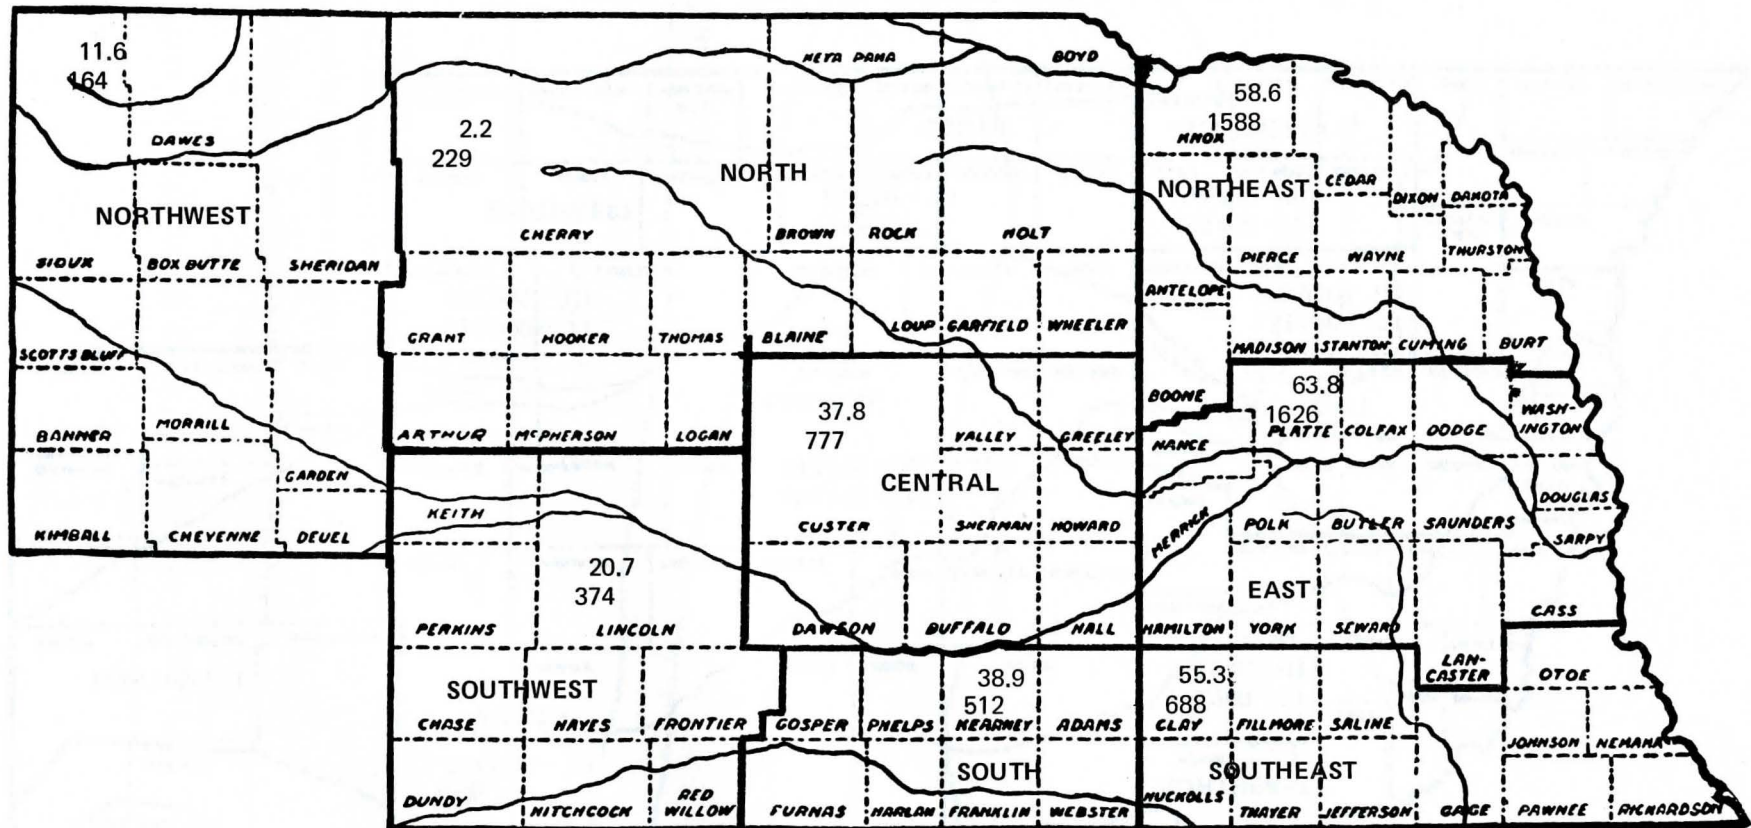 11.6
164
DAWES
NORTHWEST
SIOUX
BOX BUTTE
SHERIDAN
SCOTTS BLUFF
BANNER
MORRILL
GARDEN
KIMBALL
CHEYENNE
DEUEL
2.2
229
NORTH
KEYA PAHA
BOYD
CHERRY
BROWN
ROCK
HOLT
GRANT
HOOKER
THOMAS
BLAINE
LOUP
GARFIELD
WHEELER
ARTHUR
McPHERSON
LOGAN
58.6
1588
KNOX
NORTHEAST
CEDAR
DIXON
DAKOTA
PIERCE
WAYNE
THURSTON
ANTELOPE
MADISON
STANTON
CUMING
BURT
BOONE
37.8
777
VALLEY
GREELEY
CENTRAL
CUSTER
SHERMAN
HOWARD
DAWSON
BUFFALO
HALL
63.8
1626
NANCE
PLATTE
COLFAX
DODGE
WASH-
INGTON
DOUGLAS
MERRICK
POLK
BUTLER
SAUNDERS
SARPY
EAST
CASS
HAMILTON
YORK
SEWARD
LAN-
CASTER
KEITH
20.7
374
PERKINS
LINCOLN
SOUTHWEST
CHASE
HAYES
FRONTIER
DUNDY
HITCHCOCK
RED
WILLOW
38.9
512
GOSPER
PHELPS
KEARNEY
ADAMS
SOUTH
FURNAS
HARLAN
FRANKLIN
WEBSTER
55.3
688
OTOE
CLAY
FILLMORE
SALINE
JOHNSON
NEMAHA
SOUTHEAST
NUCKOLLS
THAYER
JEFFERSON
GAGE
PAWNEE
RICHARDSON